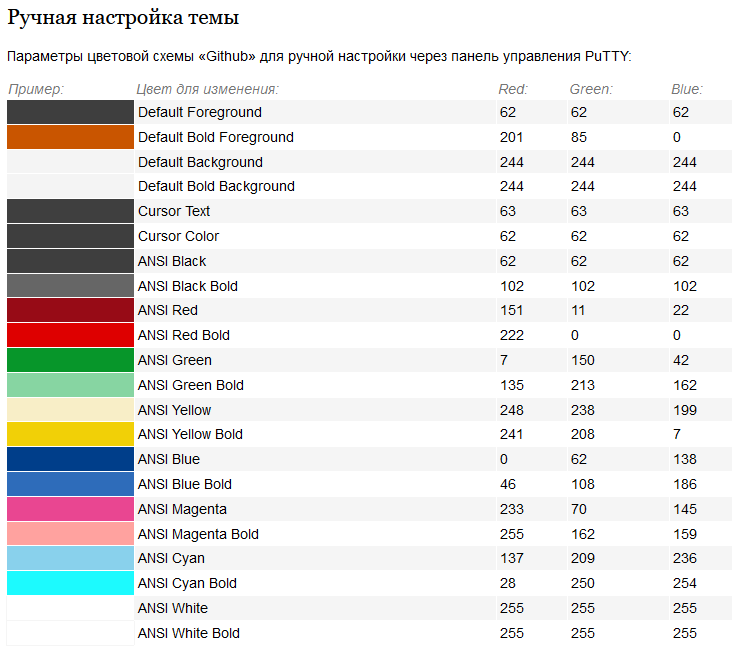 Ручная настройка темы
Параметры цветовой схемы «Github» для ручной настройки через панель управления PuTTY:
Пример: Цвет для изменения: Red: Green: Blue:
Default Foreground 62 62 62
Default Bold Foreground 201 85 0
Default Background 244 244 244
Default Bold Background 244 244 244
Cursor Text 63 63 63
Cursor Color 62 62 62
ANSI Black 62 62 62
ANSI Black Bold 102 102 102
ANSI Red 151 11 22
ANSI Red Bold 222 0 0
ANSI Green 7 150 42
ANSI Green Bold 135 213 162
ANSI Yellow 248 238 199
ANSI Yellow Bold 241 208 7
ANSI Blue 0 62 138
ANSI Blue Bold 46 108 186
ANSI Magenta 233 70 145
ANSI Magenta Bold 255 162 159
ANSI Cyan 137 209 236
ANSI Cyan Bold 28 250 254
ANSI White 255 255 255
ANSI White Bold 255 255 255